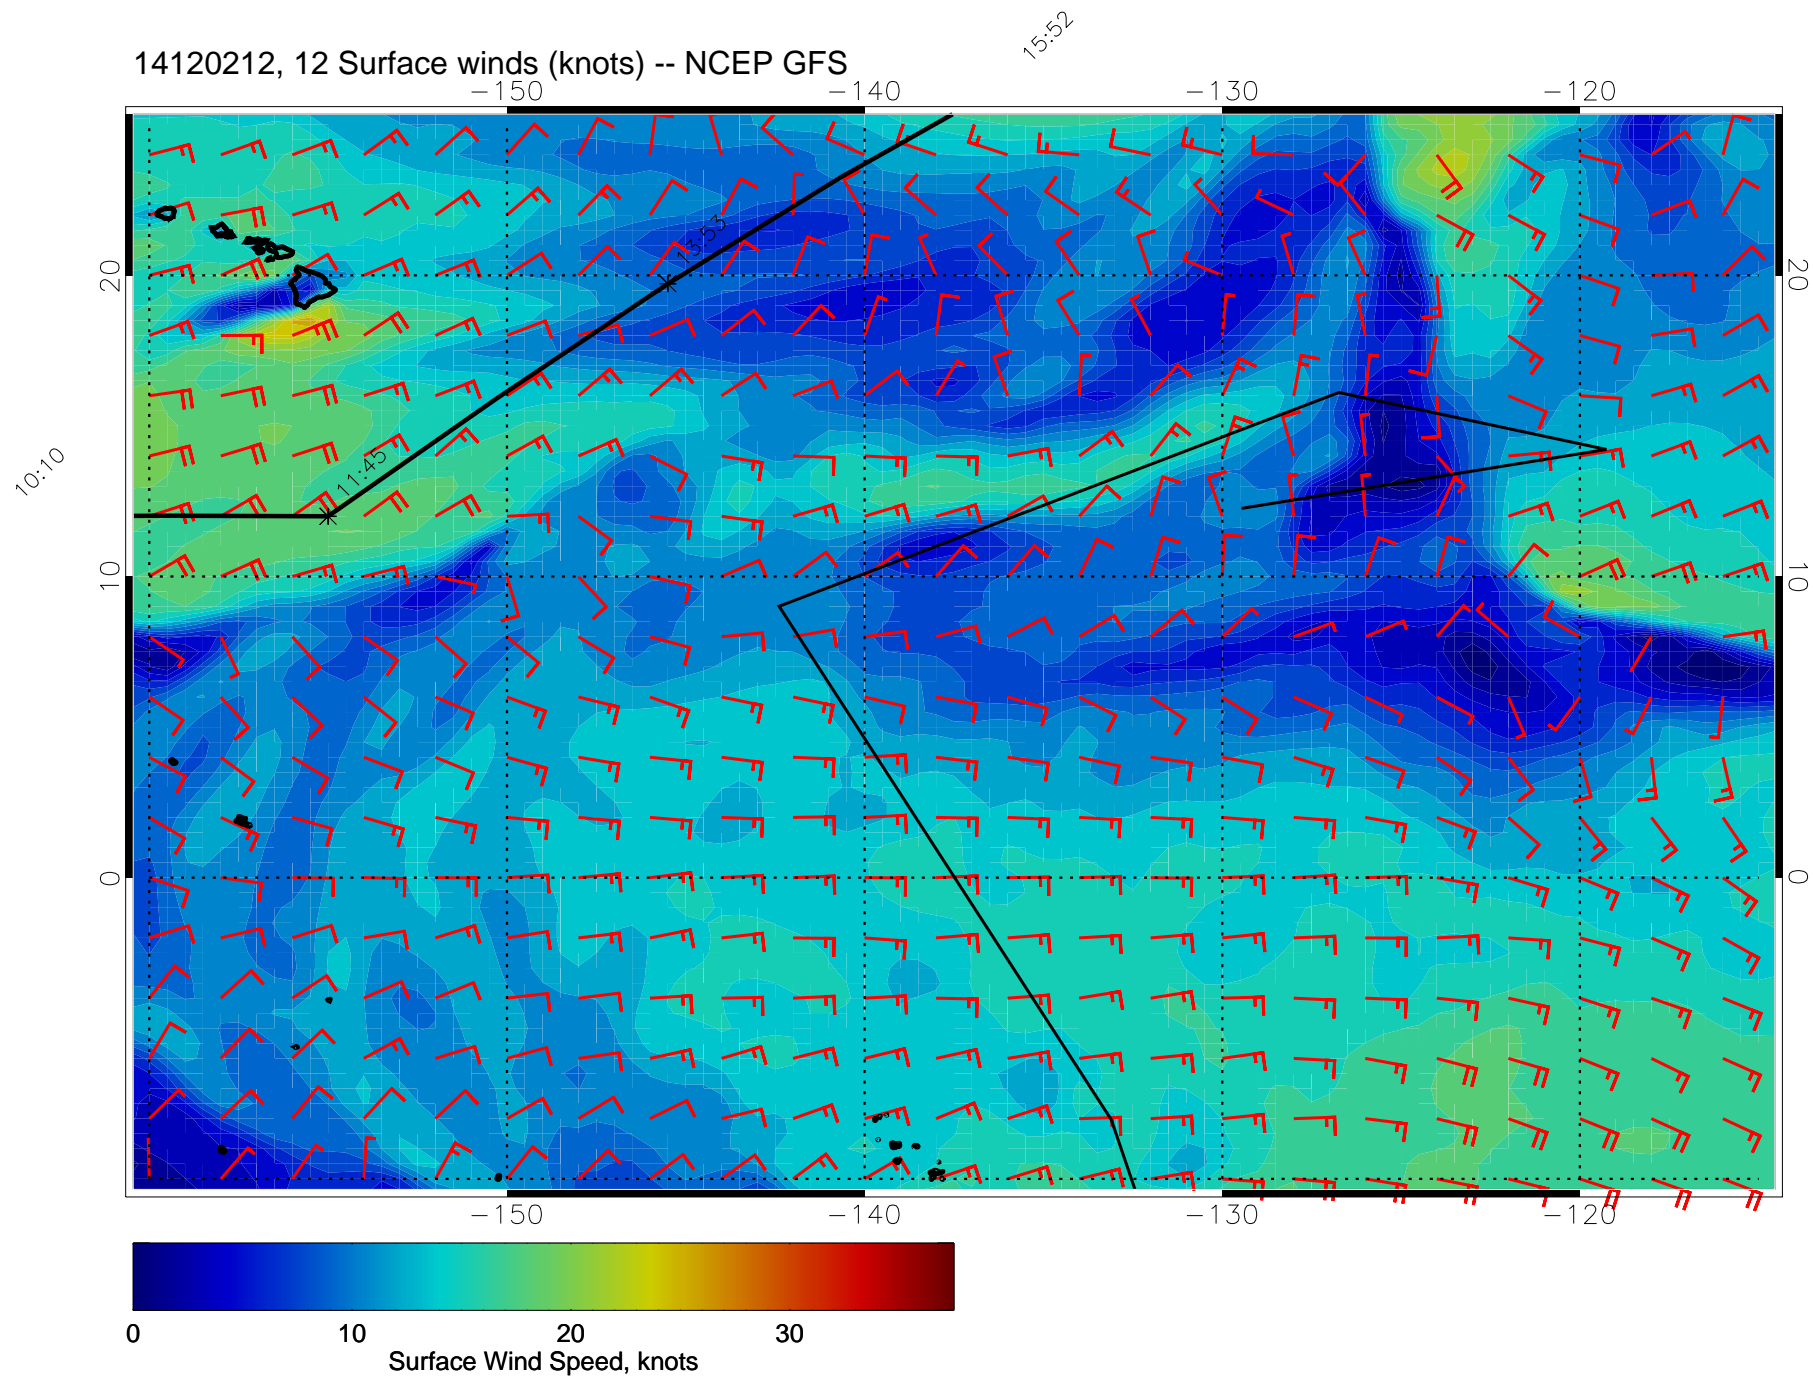 15:52
14120212, 12 Surface winds (knots) -- NCEP GFS
−150 −140 −130 −120
13:53
20 20
10:10
11:45
10 10
0 0
−150 −140 −130 −120
0 10 20 30
Surface Wind Speed, knots